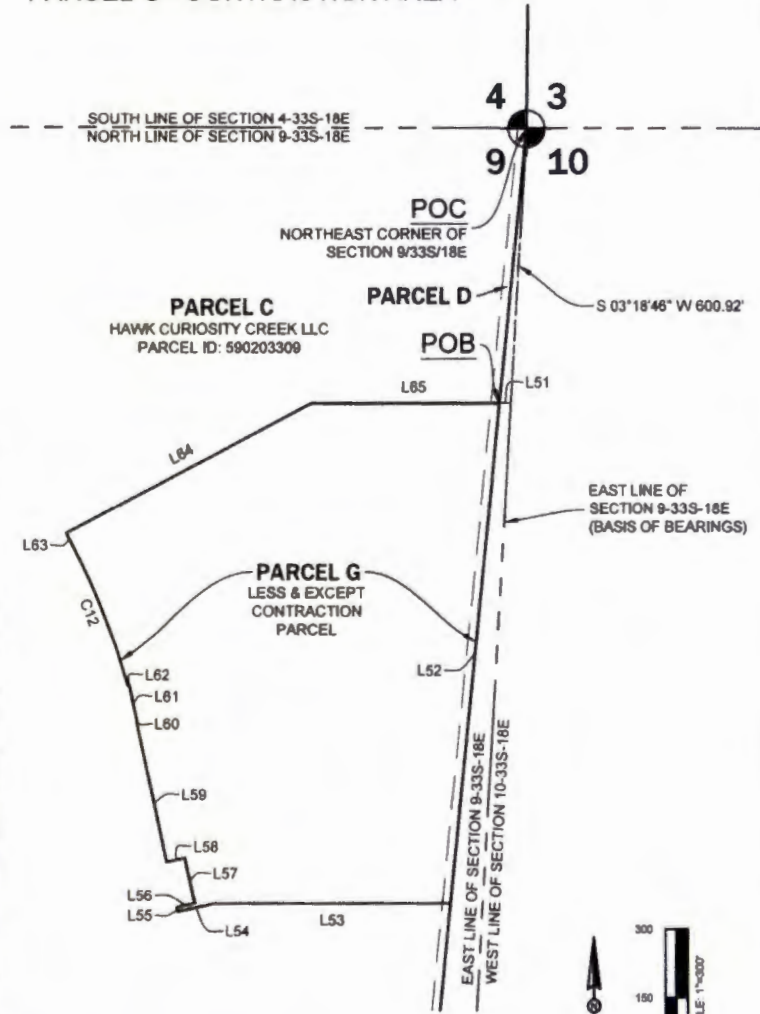 SOUTH LINE OF SECTION 4-33S-18E
NORTH LINE OF SECTION 9-33S-18E
4 3
9 10
POC
NORTHEAST CORNER OF
SECTION 9/33S/18E
PARCEL D
S 03°18'46" W 600.92'
PARCEL C
HAWK CURIOSITY CREEK LLC
PARCEL ID: 590203309
POB
L65
L51
L64
EAST LINE OF
SECTION 9-33S-18E
(BASIS OF BEARINGS)
L63
PARCEL G
LESS & EXCEPT
CONTRACTION
PARCEL
C12
L52
L62
L61
L60
EAST LINE OF SECTION 9-33S-18E
WEST LINE OF SECTION 10-33S-18E
L59
L58
L57
L56
L55
L54
L53
300
150
LE: 1"=300'